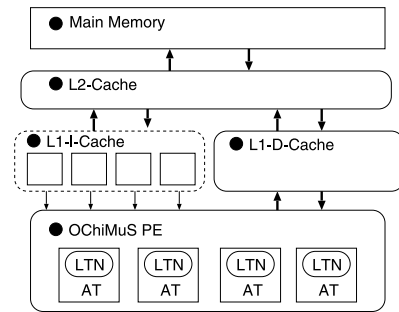 Main Memory
L2-Cache
L1-I-Cache
L1-D-Cache
OChiMuS PE
LTN LTN LTN LTN
AT AT AT AT